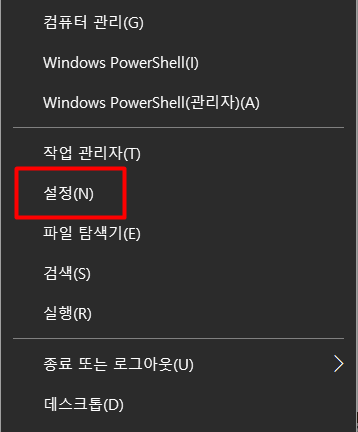 컴퓨터 관리(G)
Windows PowerShell(I)
Windows PowerShell(관리자)(A)
작업 관리자(T)
설정(N)
파일 탐색기(E)
검색(S)
실행(R)
종료 또는 로그아웃(U)
데스크톱(D)